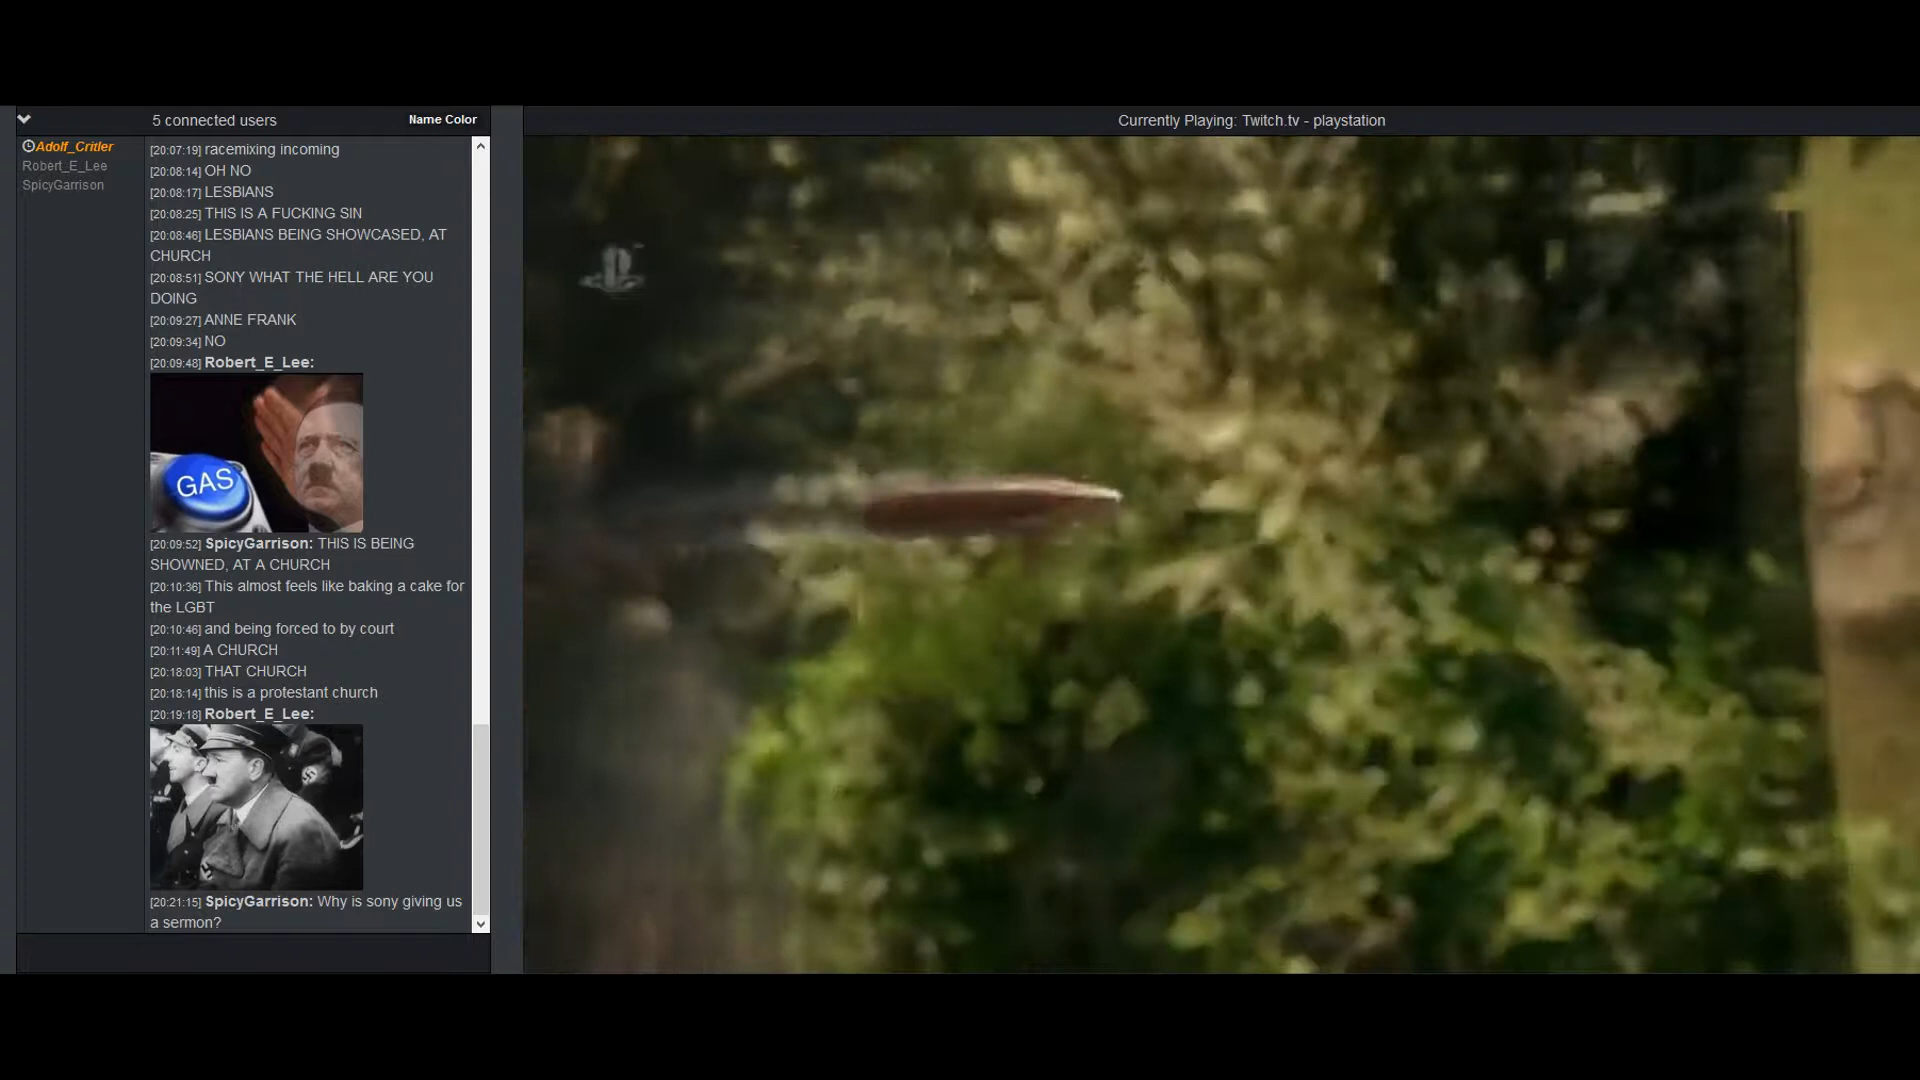 5 connected users
Name Color
Currently Playing: Twitch.tv - playstation
Adolf_Critler
Robert_E_Lee
SpicyGarrison
[20:07:19] racemixing incoming
[20:08:14] OH NO
[20:08:17] LESBIANS
[20:08:25] THIS IS A FUCKING SIN
[20:08:46] LESBIANS BEING SHOWCASED, AT
CHURCH
[20:08:51] SONY WHAT THE HELL ARE YOU
DOING
[20:09:27] ANNE FRANK
[20:09:34] NO
[20:09:48] Robert_E_Lee:
GAS
[20:09:52] SpicyGarrison: THIS IS BEING
SHOWNED, AT A CHURCH
[20:10:36] This almost feels like baking a cake for
the LGBT
[20:10:46] and being forced to by court
[20:11:49] A CHURCH
[20:18:03] THAT CHURCH
[20:18:14] this is a protestant church
[20:19:18] Robert_E_Lee:
[20:21:15] SpicyGarrison: Why is sony giving us
a sermon?